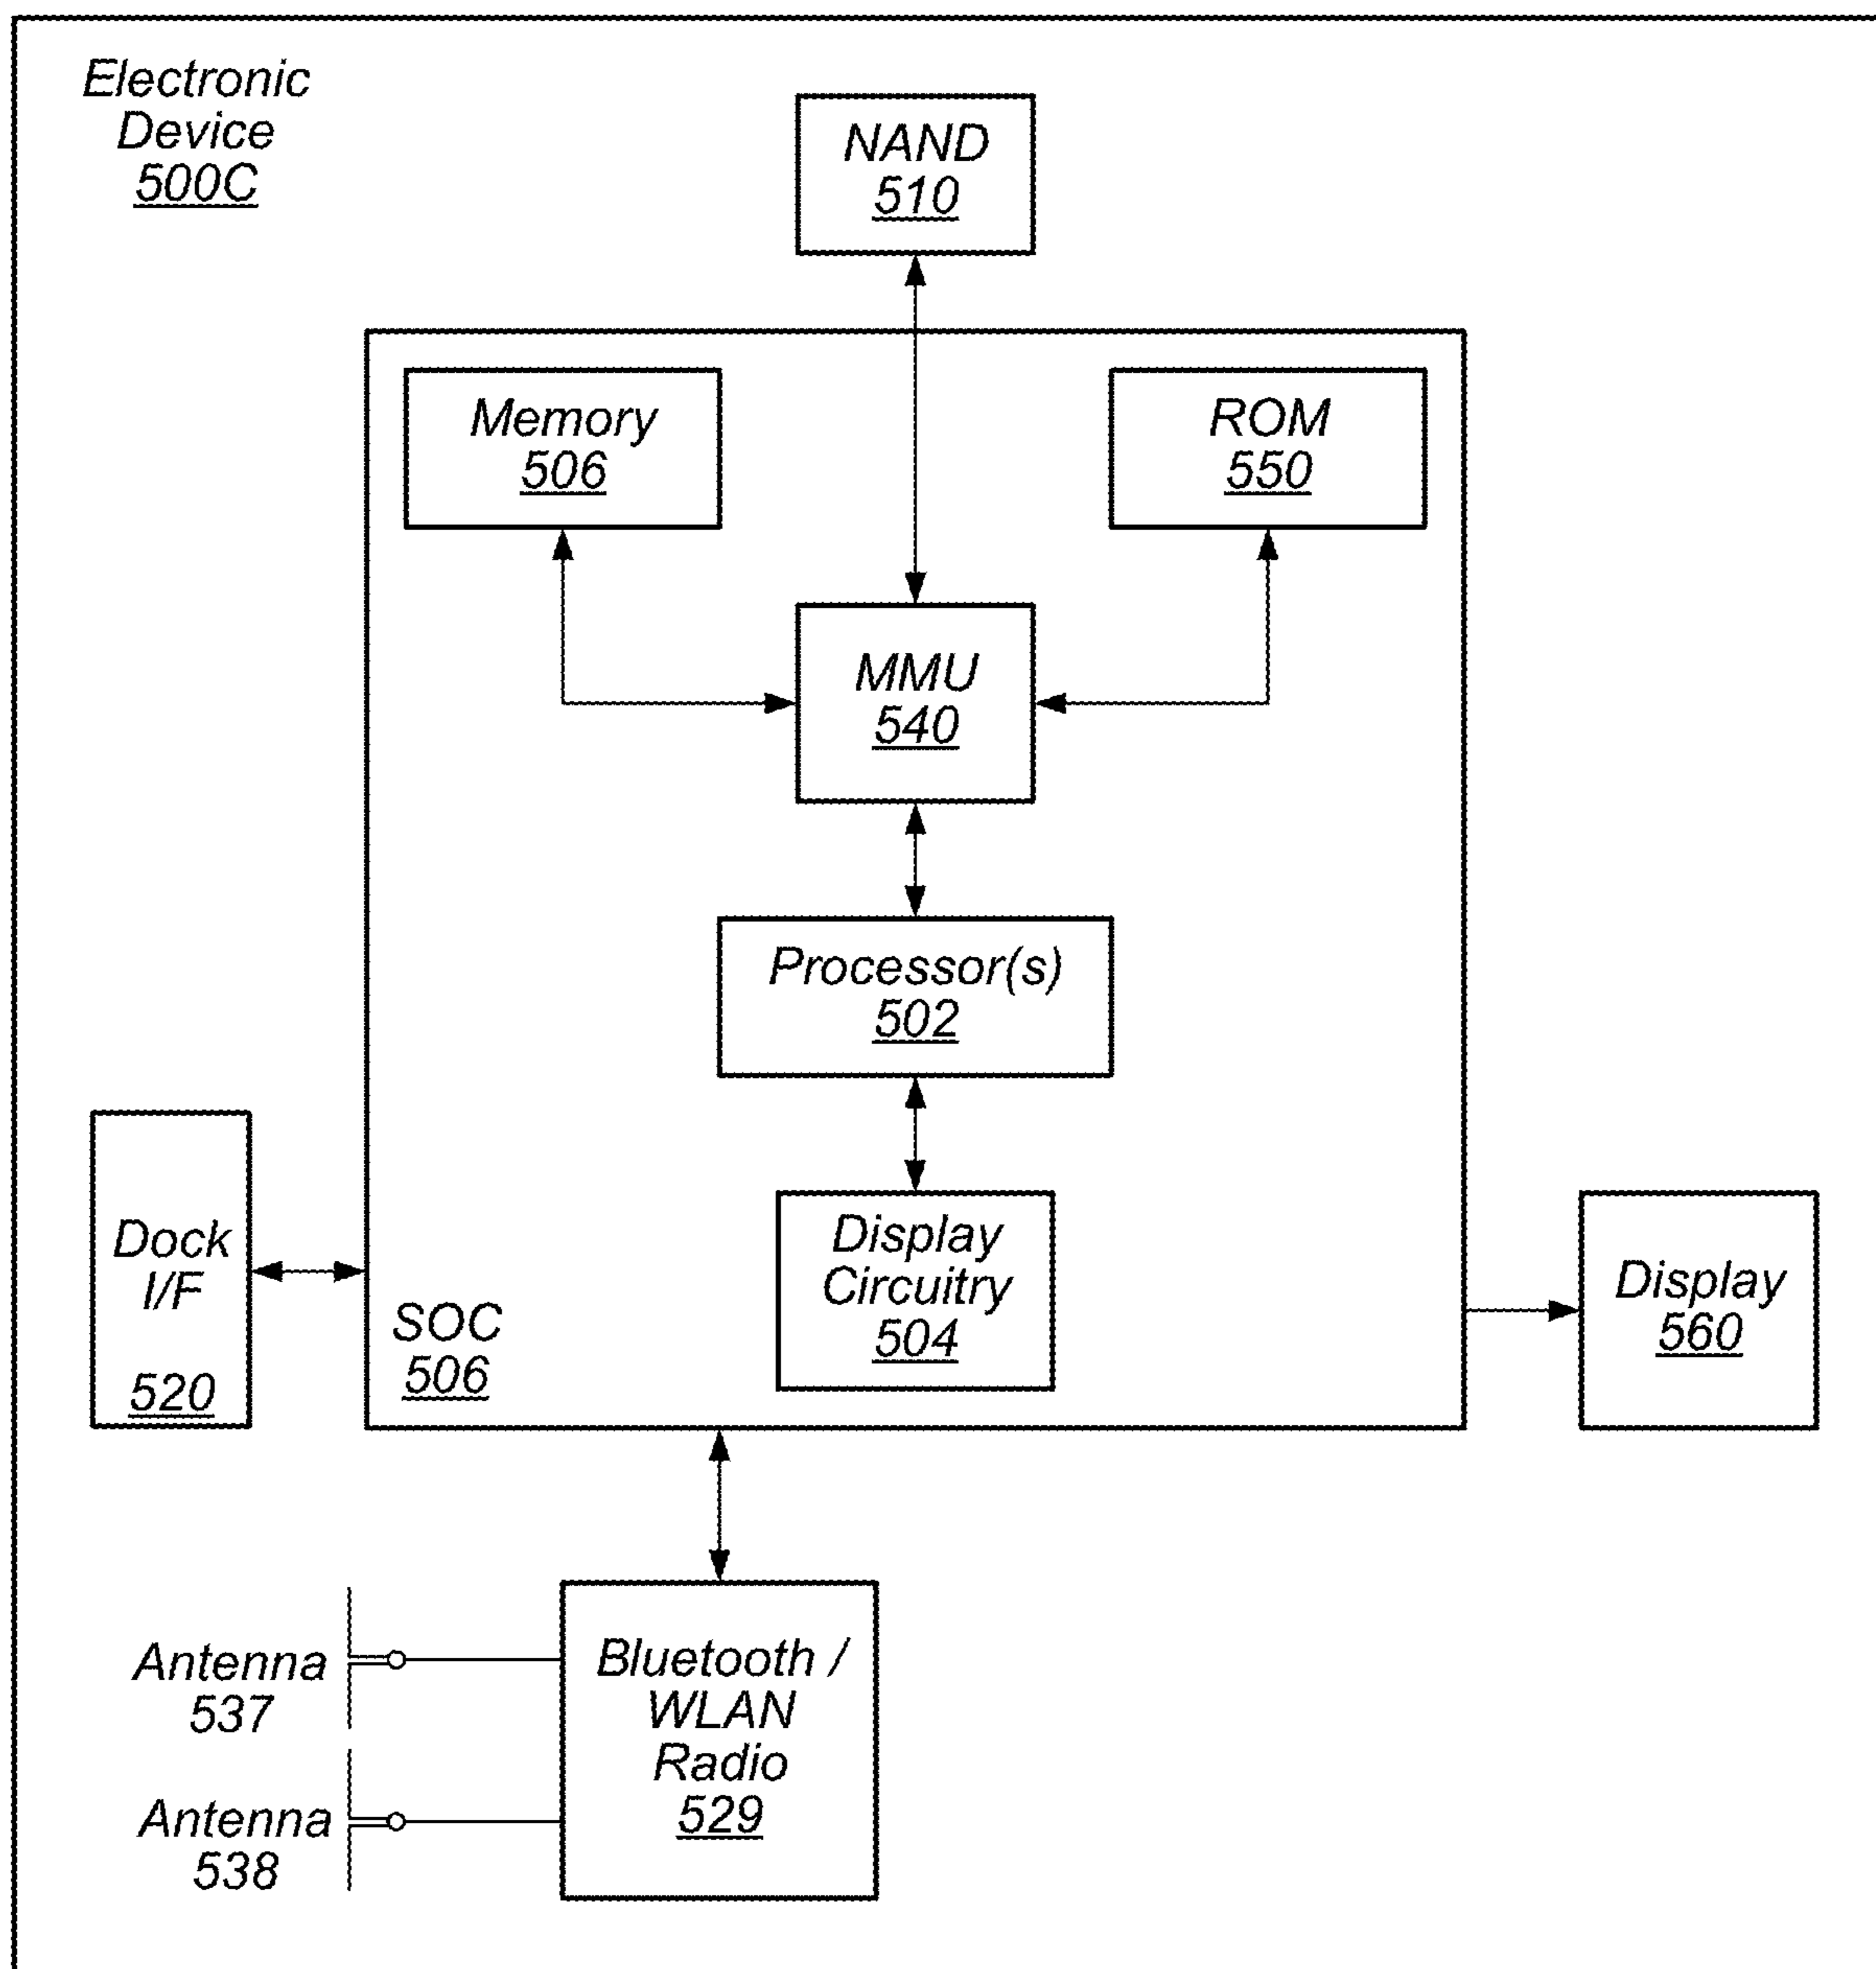 Electronic
Device
500C
NAND
510
Memory
506
ROM
550
MMU
540
Processor(s)
502
Dock
I/F
520
SOC
506
Display
Circuitry
504
Display
560
Antenna
537
Antenna
538
Bluetooth /
WLAN
Radio
529